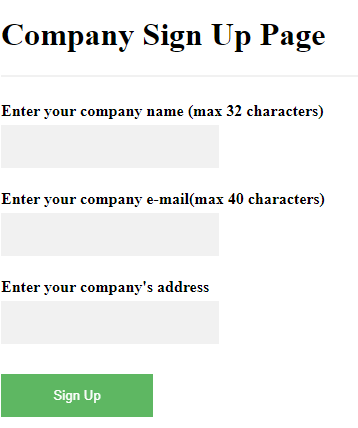 Company Sign Up Page
Enter your company name (max 32 characters)
Enter your company e-mail(max 40 characters)
Enter your company's address
Sign Up